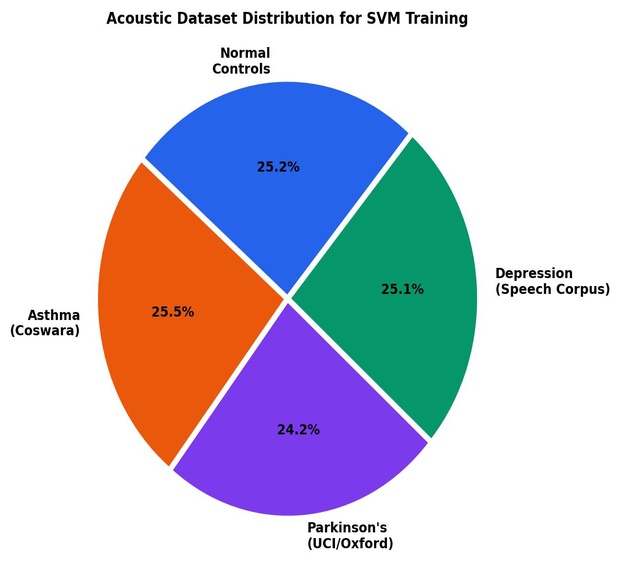 Acoustic Dataset Distribution for SVM Training
Normal
Controls
25.2%
Depression
(Speech Corpus)
25.1%
Asthma
(Coswara)
25.5%
24.2%
Parkinson's
(UCI/Oxford)